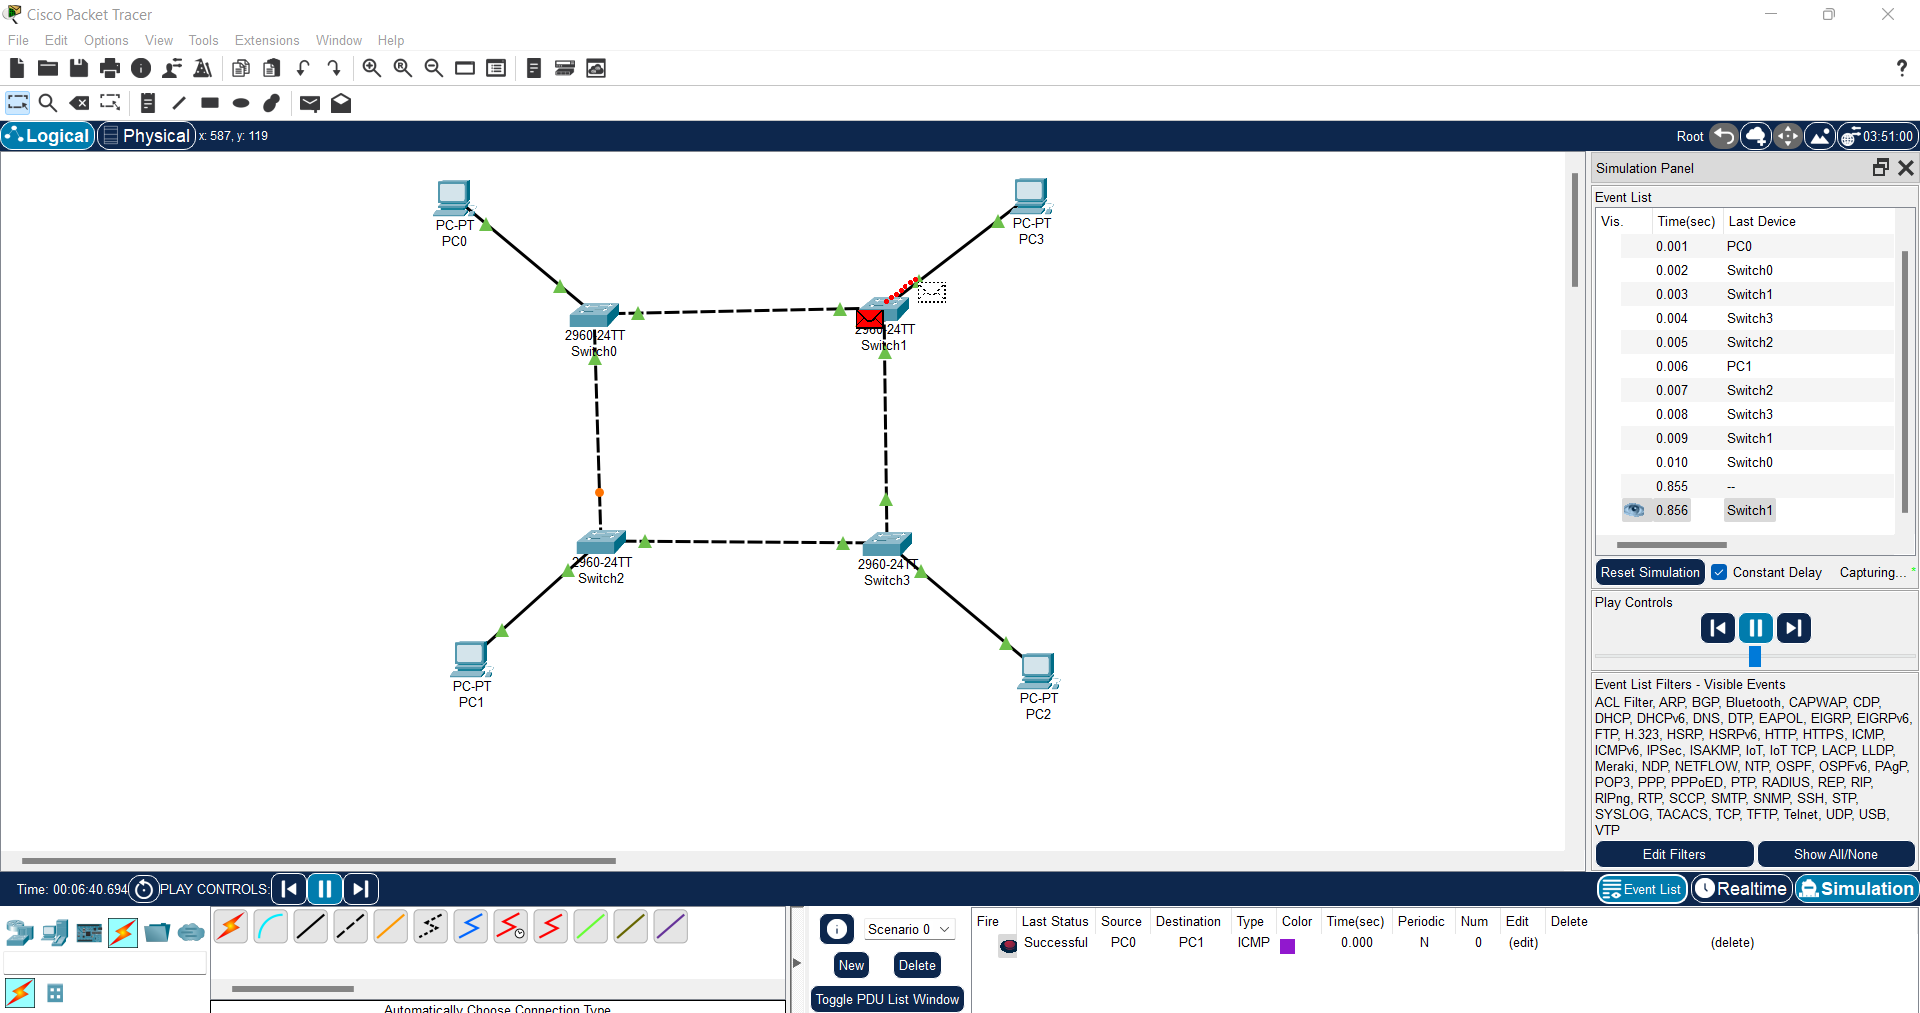 Cisco Packet Tracer
File Edit Options View Tools Extensions Window Help
Logical Physical x: 587, y: 119 Root 03:51:00
PC-PT
PC0
PC-PT
PC3
2960-24TT
Switch0
2960-24TT
Switch1
2960-24TT
Switch2
2960-24TT
Switch3
PC-PT
PC1
PC-PT
PC2
Simulation Panel
Event List
Vis. Time(sec) Last Device
0.001 PC0
0.002 Switch0
0.003 Switch1
0.004 Switch3
0.005 Switch2
0.006 PC1
0.007 Switch2
0.008 Switch3
0.009 Switch1
0.010 Switch0
0.855 --
0.856 Switch1
Reset Simulation Constant Delay Capturing...
Play Controls
Event List Filters - Visible Events
ACL Filter, ARP, BGP, Bluetooth, CAPWAP, CDP,
DHCP, DHCPv6, DNS, DTP, EAPOL, EIGRP, EIGRPv6,
FTP, H.323, HSRP, HSRPv6, HTTP, HTTPS, ICMP,
ICMPv6, IPSec, ISAKMP, IoT, IoT TCP, LACP, LLDP,
Meraki, NDP, NETFLOW, NTP, OSPF, OSPFv6, PAgP,
POP3, PPP, PPPoED, PTP, RADIUS, REP, RIP,
RIPng, RTP, SCCP, SMTP, SNMP, SSH, STP,
SYSLOG, TACACS, TCP, TFTP, Telnet, UDP, USB,
VTP
Edit Filters Show All/None
Time: 00:06:40.694 PLAY CONTROLS: Event List Realtime Simulation
Automatically Choose Connection Type
Scenario 0
New Delete
Toggle PDU List Window
Fire Last Status Source Destination Type Color Time(sec) Periodic Num Edit Delete
Successful PC0 PC1 ICMP 0.000 N 0 (edit) (delete)